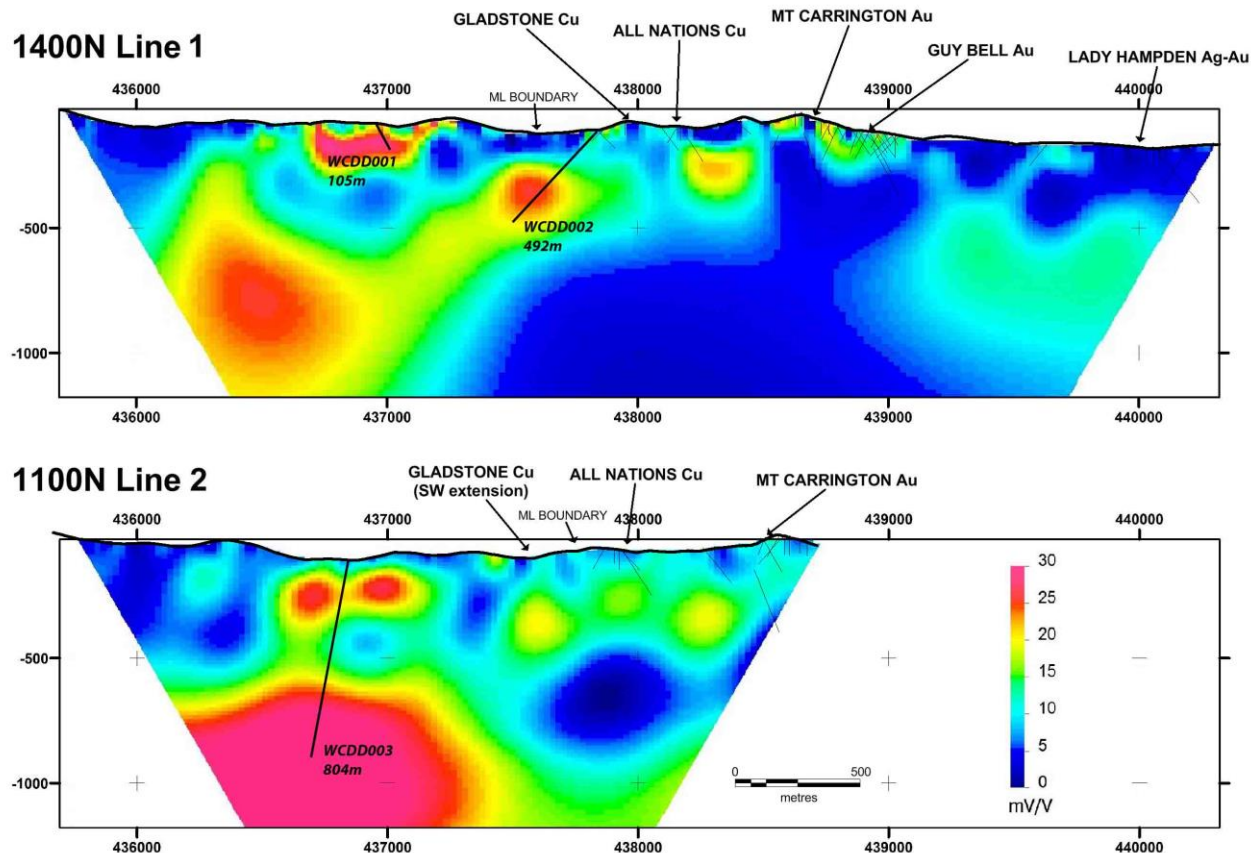 1400N Line 1
GLADSTONE Cu
ALL NATIONS Cu
MT CARRINGTON Au
GUY BELL Au
LADY HAMPDEN Ag-Au
ML BOUNDARY
436000 437000 438000 439000 440000
WCDD001
105m
WCDD002
492m
-500
-1000
436000 437000 438000 439000 440000
1100N Line 2
GLADSTONE Cu
(SW extension)
ML BOUNDARY
ALL NATIONS Cu
MT CARRINGTON Au
436000 437000 438000 439000 440000
-500
-1000
WCDD003
804m
0 500
metres
30
25
20
15
10
5
0
mV/V
436000 437000 438000 439000 440000